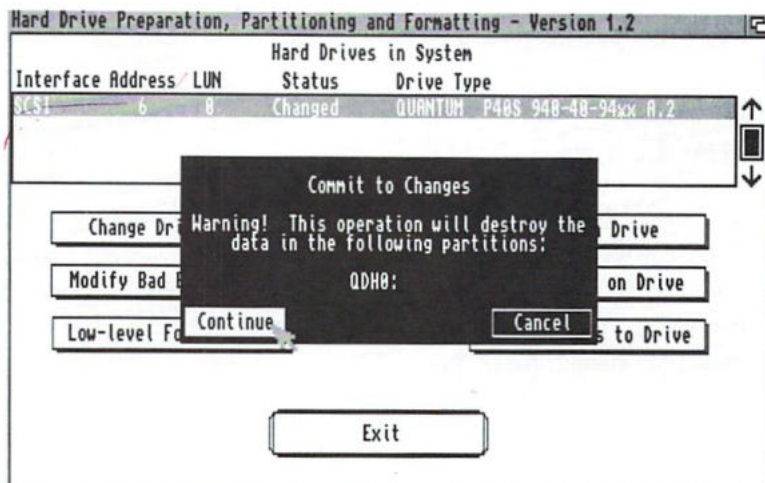 Hard Drive Preparation, Partitioning and Formatting - Version 1.2
Hard Drives in System
Interface Address LUN Status Drive Type
SCSI 6 0 Changed QUANTUM P40S 940-40-94xx A.2
Commit to Changes
Warning! This operation will destroy the
data in the following partitions:
QDH0:
Continue Cancel
Change Dri Drive
Modify Bad on Drive
Low-level Fo s to Drive
Exit